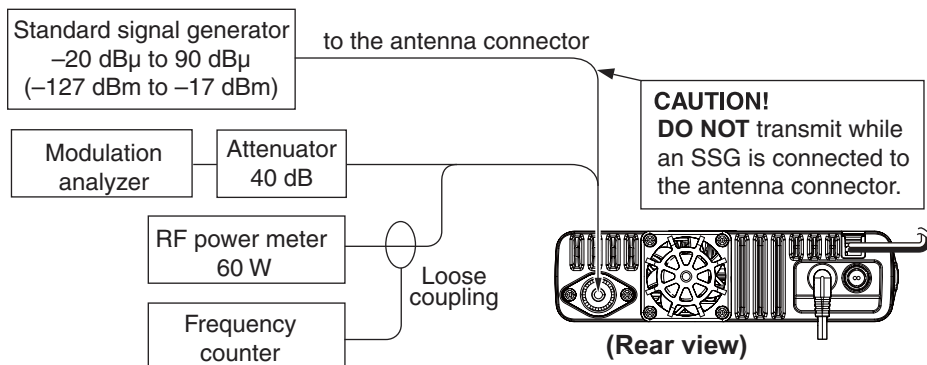 Standard signal generator
–20 dBµ to 90 dBµ
(–127 dBm to –17 dBm)
to the antenna connector
CAUTION!
DO NOT transmit while
an SSG is connected to
the antenna connector.
Modulation
analyzer
Attenuator
40 dB
RF power meter
60 W
Loose
coupling
Frequency
counter
(Rear view)